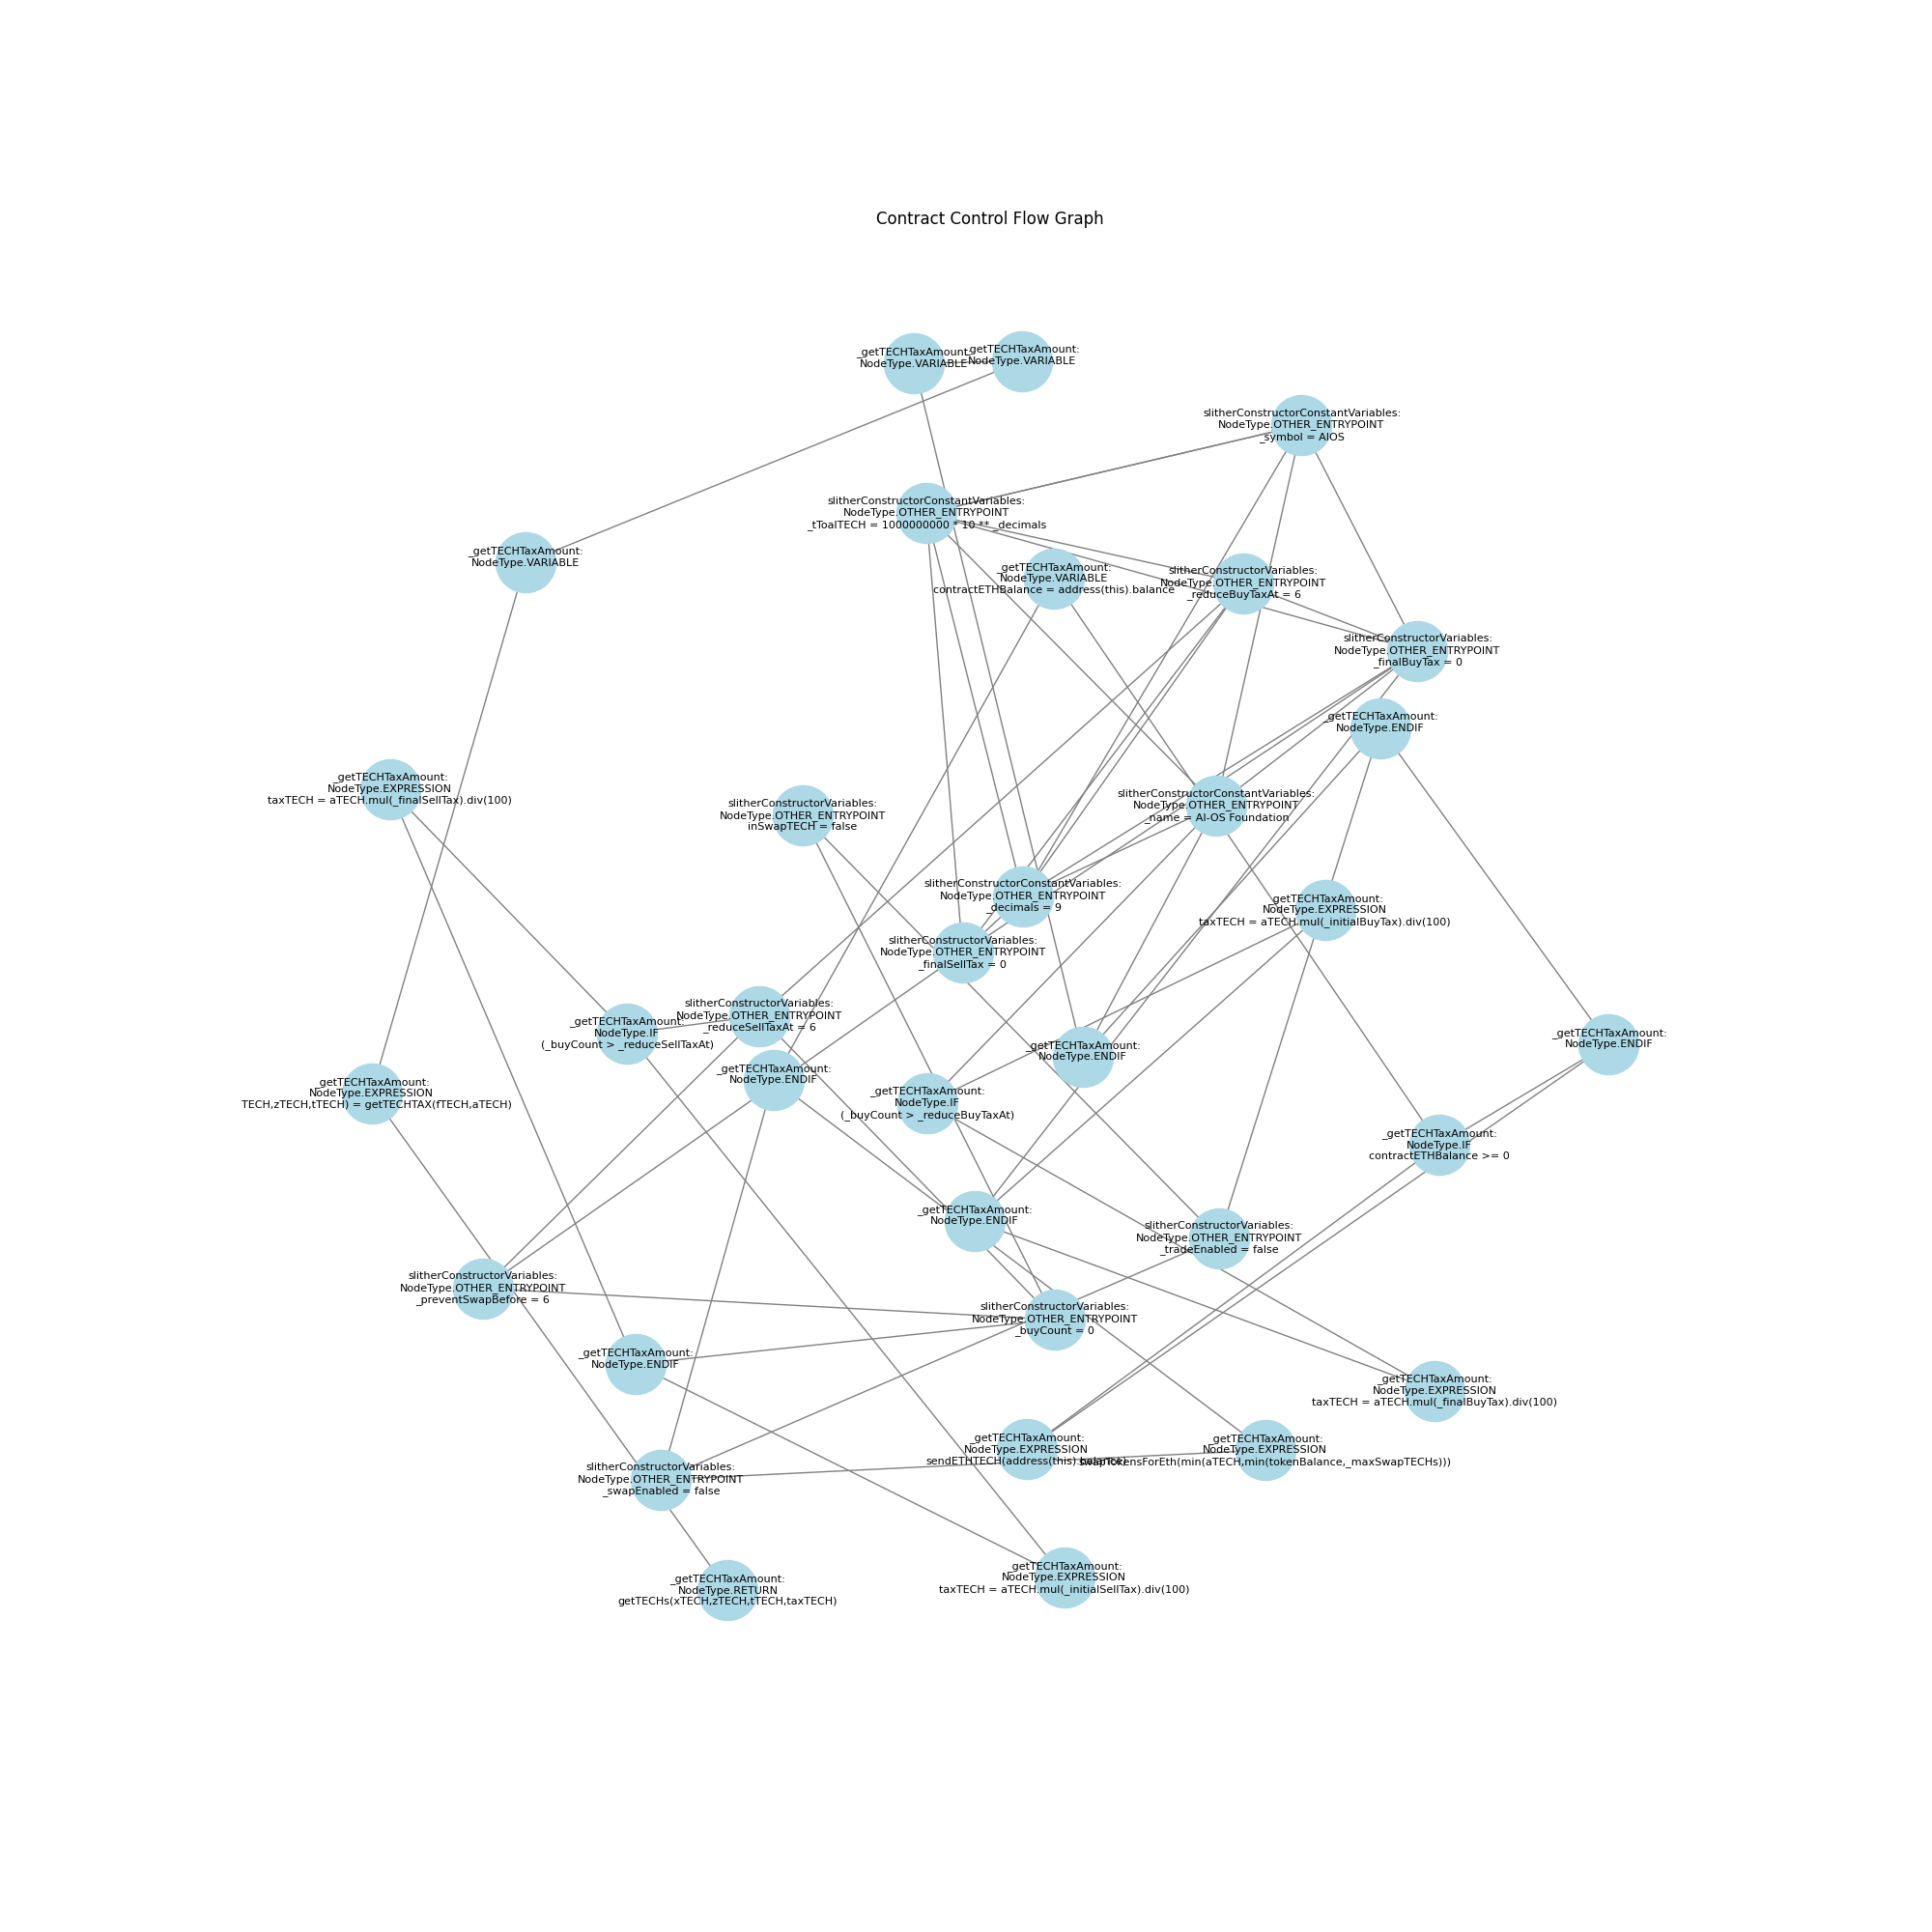 Contract Control Flow Graph
_getTECHTaxAmount:
NodeType.VARIABLE
_getTECHTaxAmount:
NodeType.VARIABLE
slitherConstructorConstantVariables:
NodeType.OTHER_ENTRYPOINT
_symbol = AIOS
slitherConstructorConstantVariables:
NodeType.OTHER_ENTRYPOINT
_tToalTECH = 1000000000 * 10 ** _decimals
_getTECHTaxAmount:
NodeType.VARIABLE
_getTECHTaxAmount:
NodeType.VARIABLE
contractETHBalance = address(this).balance
slitherConstructorVariables:
NodeType.OTHER_ENTRYPOINT
_reduceBuyTaxAt = 6
slitherConstructorVariables:
NodeType.OTHER_ENTRYPOINT
_finalBuyTax = 0
_getTECHTaxAmount:
NodeType.ENDIF
_getTECHTaxAmount:
NodeType.EXPRESSION
taxTECH = aTECH.mul(_finalSellTax).div(100)
slitherConstructorVariables:
NodeType.OTHER_ENTRYPOINT
inSwapTECH = false
slitherConstructorConstantVariables:
NodeType.OTHER_ENTRYPOINT
_name = AI-OS Foundation
slitherConstructorConstantVariables:
NodeType.OTHER_ENTRYPOINT
_decimals = 9
_getTECHTaxAmount:
NodeType.EXPRESSION
taxTECH = aTECH.mul(_initialBuyTax).div(100)
slitherConstructorVariables:
NodeType.OTHER_ENTRYPOINT
_finalSellTax = 0
slitherConstructorVariables:
NodeType.OTHER_ENTRYPOINT
_reduceSellTaxAt = 6
_getTECHTaxAmount:
NodeType.IF
(_buyCount > _reduceSellTaxAt)
_getTECHTaxAmount:
NodeType.ENDIF
_getTECHTaxAmount:
NodeType.ENDIF
_getTECHTaxAmount:
NodeType.ENDIF
_getTECHTaxAmount:
NodeType.EXPRESSION
TECH,zTECH,tTECH) = getTECHTAX(fTECH,aTECH)
_getTECHTaxAmount:
NodeType.IF
(_buyCount > _reduceBuyTaxAt)
_getTECHTaxAmount:
NodeType.IF
contractETHBalance >= 0
_getTECHTaxAmount:
NodeType.ENDIF
slitherConstructorVariables:
NodeType.OTHER_ENTRYPOINT
_tradeEnabled = false
slitherConstructorVariables:
NodeType.OTHER_ENTRYPOINT
_preventSwapBefore = 6
slitherConstructorVariables:
NodeType.OTHER_ENTRYPOINT
_buyCount = 0
_getTECHTaxAmount:
NodeType.ENDIF
_getTECHTaxAmount:
NodeType.EXPRESSION
taxTECH = aTECH.mul(_finalBuyTax).div(100)
_getTECHTaxAmount:
NodeType.EXPRESSION
sendETHTECH(address(this).balance)
_getTECHTaxAmount:
NodeType.EXPRESSION
swapTokensForEth(min(aTECH,min(tokenBalance,_maxSwapTECHs)))
slitherConstructorVariables:
NodeType.OTHER_ENTRYPOINT
_swapEnabled = false
_getTECHTaxAmount:
NodeType.RETURN
getTECHs(xTECH,zTECH,tTECH,taxTECH)
_getTECHTaxAmount:
NodeType.EXPRESSION
taxTECH = aTECH.mul(_initialSellTax).div(100)